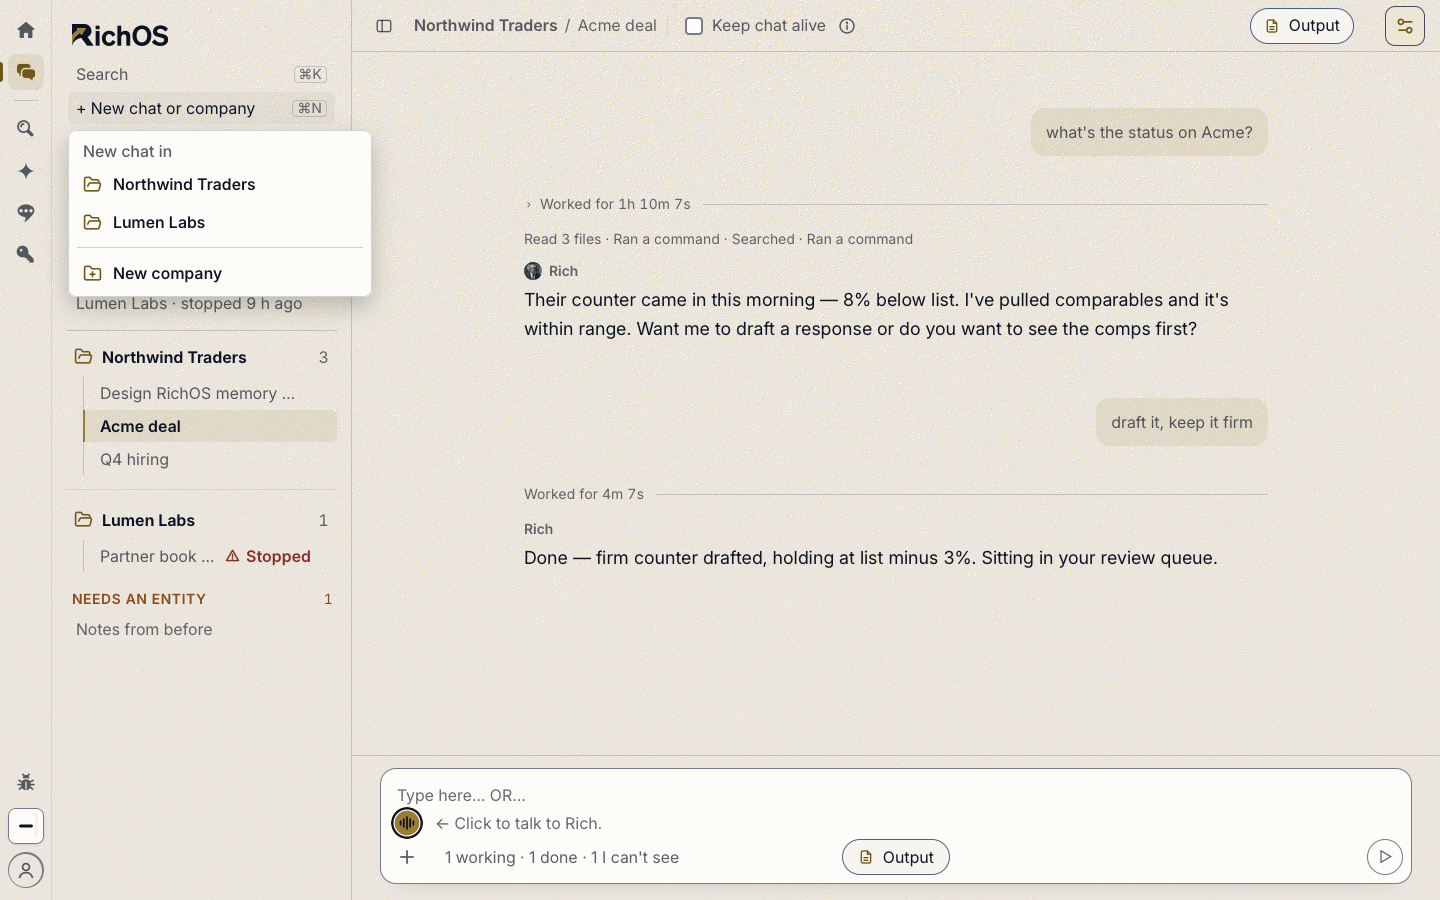 RichOS
Search ⌘K
+ New chat or company ⌘N
New chat in
Northwind Traders
Lumen Labs
New company
Lumen Labs · stopped 9 h ago
Northwind Traders 3
Design RichOS memory ...
Acme deal
Q4 hiring
Lumen Labs 1
Partner book ... Stopped
NEEDS AN ENTITY 1
Notes from before
Northwind Traders / Acme deal
Keep chat alive
Output
what's the status on Acme?
› Worked for 1h 10m 7s
Read 3 files · Ran a command · Searched · Ran a command
Rich
Their counter came in this morning — 8% below list. I've pulled comparables and it's
within range. Want me to draft a response or do you want to see the comps first?
draft it, keep it firm
Worked for 4m 7s
Rich
Done — firm counter drafted, holding at list minus 3%. Sitting in your review queue.
Type here... OR...
← Click to talk to Rich.
1 working · 1 done · 1 I can't see
Output